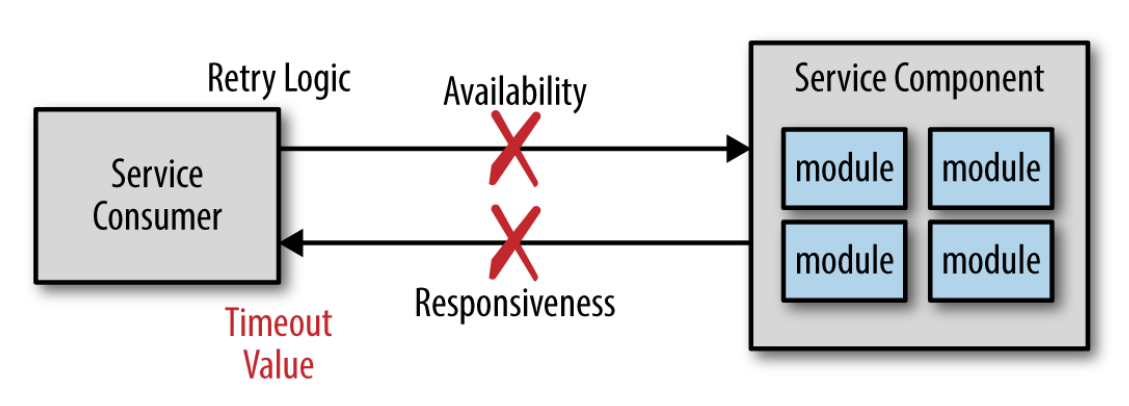 Retry Logic
Availability
Service Component
Service
Consumer
module
module
module
module
Responsiveness
Timeout
Value